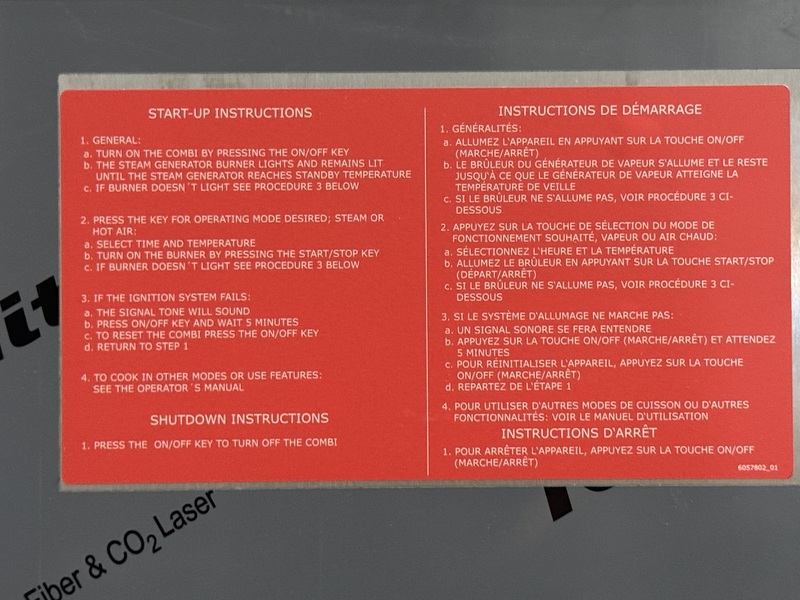 START-UP INSTRUCTIONS
1. GENERAL:
a. TURN ON THE COMBI BY PRESSING THE ON/OFF KEY
b. THE STEAM GENERATOR BURNER LIGHTS AND REMAINS LIT
UNTIL THE STEAM GENERATOR REACHES STANDBY TEMPERATURE
c. IF BURNER DOESN´T LIGHT SEE PROCEDURE 3 BELOW
2. PRESS THE KEY FOR OPERATING MODE DESIRED; STEAM OR
HOT AIR:
a. SELECT TIME AND TEMPERATURE
b. TURN ON THE BURNER BY PRESSING THE START/STOP KEY
c. IF BURNER DOESN´T LIGHT SEE PROCEDURE 3 BELOW
3. IF THE IGNITION SYSTEM FAILS:
a. THE SIGNAL TONE WILL SOUND
b. PRESS ON/OFF KEY AND WAIT 5 MINUTES
c. TO RESET THE COMBI PRESS THE ON/OFF KEY
d. RETURN TO STEP 1
4. TO COOK IN OTHER MODES OR USE FEATURES:
SEE THE OPERATOR´S MANUAL
SHUTDOWN INSTRUCTIONS
1. PRESS THE ON/OFF KEY TO TURN OFF THE COMBI
INSTRUCTIONS DE DÉMARRAGE
1. GÉNÉRALITÉS:
a. ALLUMEZ L'APPAREIL EN APPUYANT SUR LA TOUCHE ON/OFF
(MARCHE/ARRÊT)
b. LE BRÛLEUR DU GÉNÉRATEUR DE VAPEUR S'ALLUME ET LE RESTE
JUSQU'À CE QUE LE GÉNÉRATEUR DE VAPEUR ATTEIGNE LA
TEMPÉRATURE DE VEILLE
c. SI LE BRÛLEUR NE S'ALLUME PAS, VOIR PROCÉDURE 3 CI-
DESSOUS
2. APPUYEZ SUR LA TOUCHE DE SÉLECTION DU MODE DE
FONCTIONNEMENT SOUHAITÉ, VAPEUR OU AIR CHAUD:
a. SÉLECTIONNEZ L'HEURE ET LA TEMPÉRATURE
b. ALLUMEZ LE BRÛLEUR EN APPUYANT SUR LA TOUCHE START/STOP
(DÉPART/ARRÊT)
c. SI LE BRÛLEUR NE S'ALLUME PAS, VOIR PROCÉDURE 3 CI-
DESSOUS
3. SI LE SYSTÈME D'ALLUMAGE NE MARCHE PAS:
a. UN SIGNAL SONORE SE FERA ENTENDRE
b. APPUYEZ SUR LA TOUCHE ON/OFF (MARCHE/ARRÊT) ET ATTENDEZ
5 MINUTES
c. POUR RÉINITIALISER L'APPAREIL, APPUYEZ SUR LA TOUCHE
ON/OFF (MARCHE/ARRÊT)
d. REPARTEZ DE L'ÉTAPE 1
4. POUR UTILISER D'AUTRES MODES DE CUISSON OU D'AUTRES
FONCTIONNALITÉS: VOIR LE MANUEL D'UTILISATION
INSTRUCTIONS D'ARRÊT
1. POUR ARRÊTER L'APPAREIL, APPUYEZ SUR LA TOUCHE ON/OFF
(MARCHE/ARRÊT)
6057802_01
Fiber & CO2 Laser